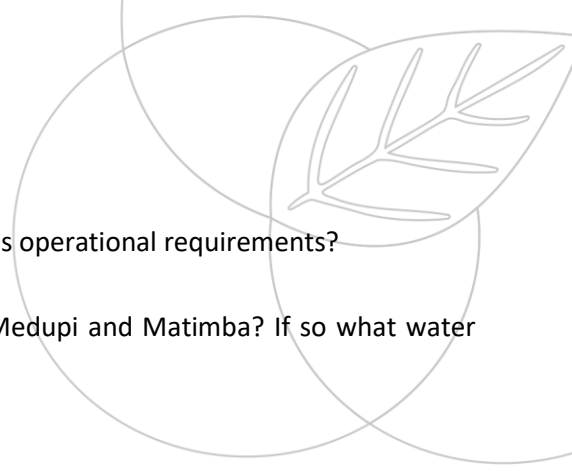 s operational requirements?
Medupi and Matimba? If so what water